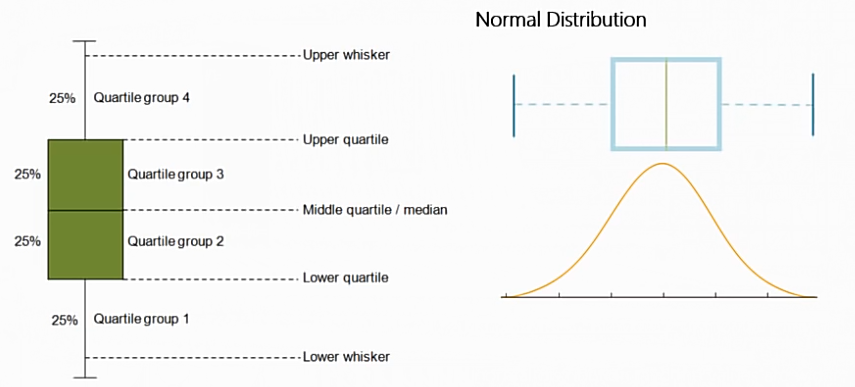 Normal Distribution
Upper whisker
25% Quartile group 4
Upper quartile
25% Quartile group 3
Middle quartile / median
25% Quartile group 2
Lower quartile
25% Quartile group 1
Lower whisker